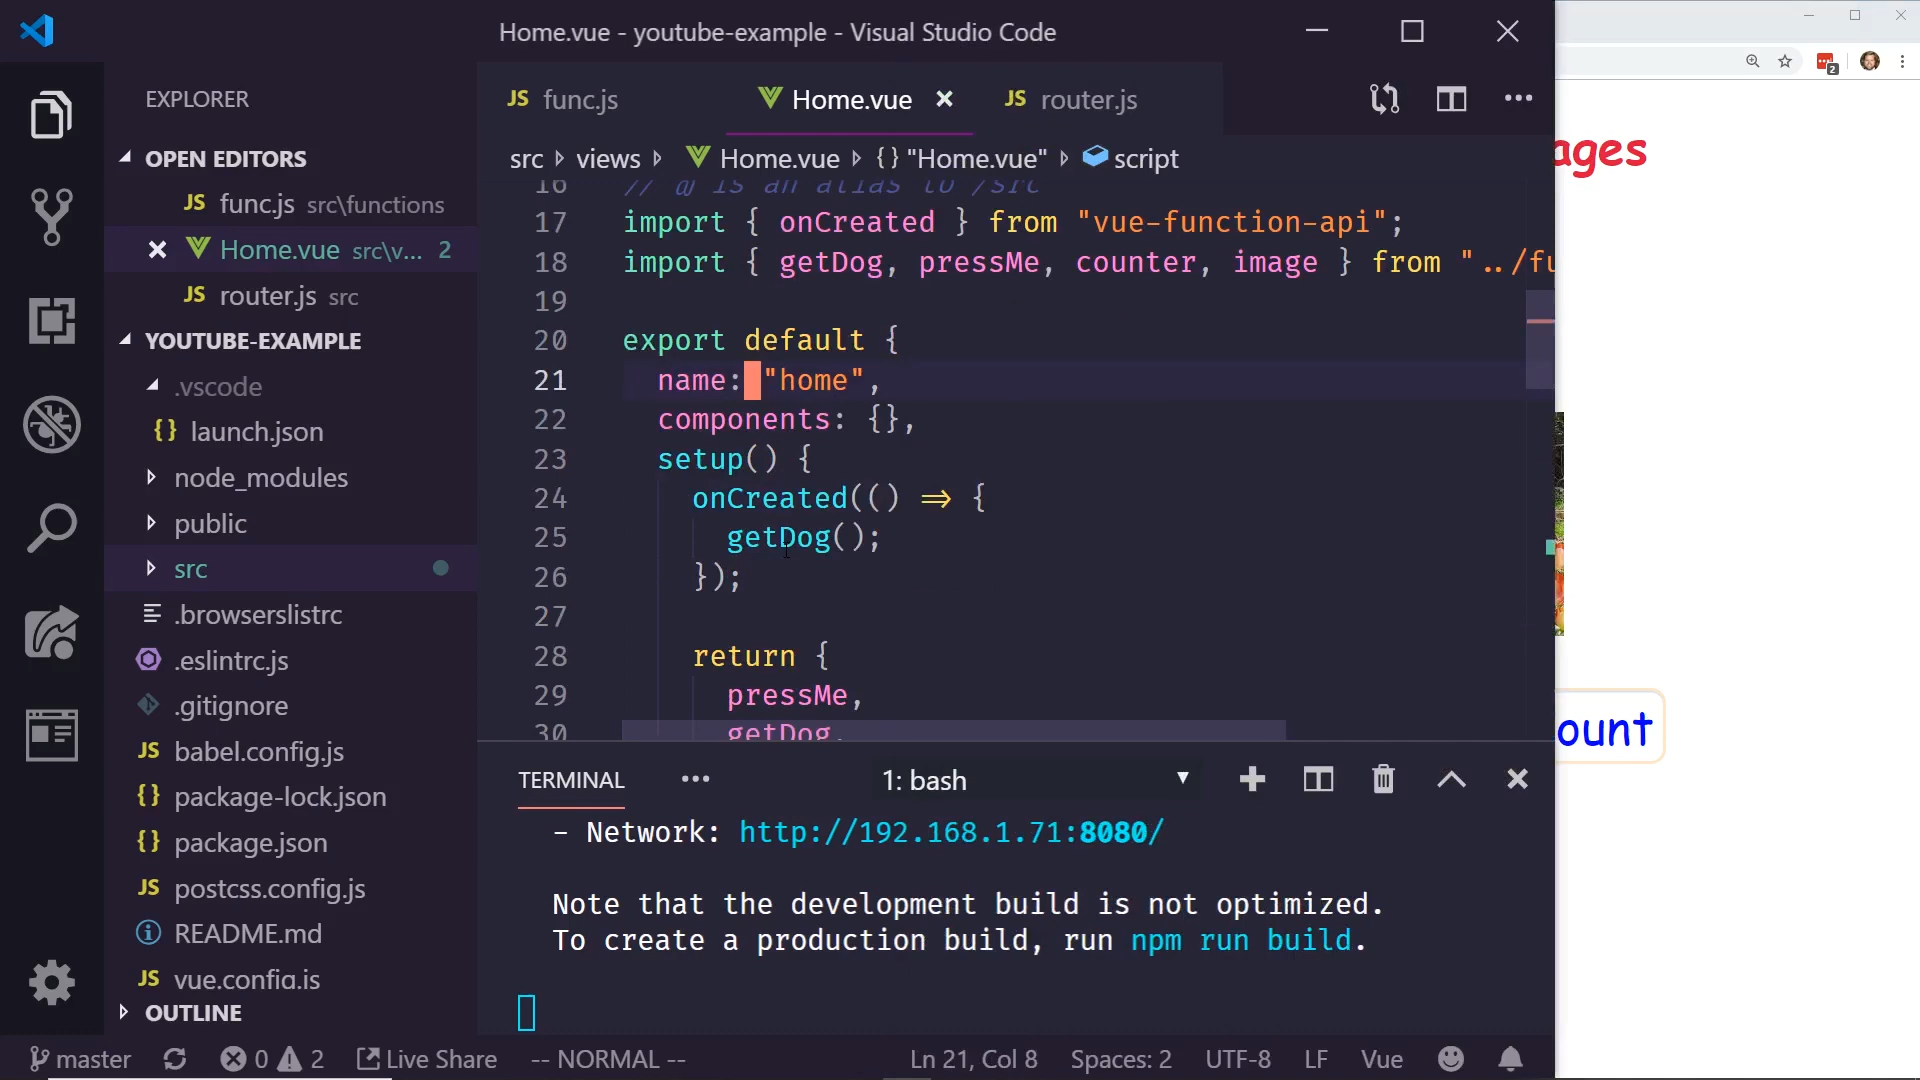 Home.vue - youtube-example - Visual Studio Code
EXPLORER
OPEN EDITORS
JS func.js src\functions
Home.vue src\v... 2
JS router.js src
YOUTUBE-EXAMPLE
.vscode
{} launch.json
node_modules
public
src
.browserslistrc
.eslintrc.js
.gitignore
JS babel.config.js
{} package-lock.json
{} package.json
JS postcss.config.js
README.md
JS vue.config.js
OUTLINE
JS func.js
Home.vue
JS router.js
src views Home.vue {} "Home.vue" script
16 // @ is an alias to /src
17 import { onCreated } from "vue-function-api";
18 import { getDog, pressMe, counter, image } from "../fu
19
20 export default {
21 name: "home",
22 components: {},
23 setup() {
24 onCreated(() => {
25 getDog();
26 });
27
28 return {
29 pressMe,
30 getDog,
TERMINAL
1: bash
- Network: http://192.168.1.71:8080/
Note that the development build is not optimized.
To create a production build, run npm run build.
master 0 2 Live Share -- NORMAL -- Ln 21, Col 8 Spaces: 2 UTF-8 LF Vue
2
ages
ount